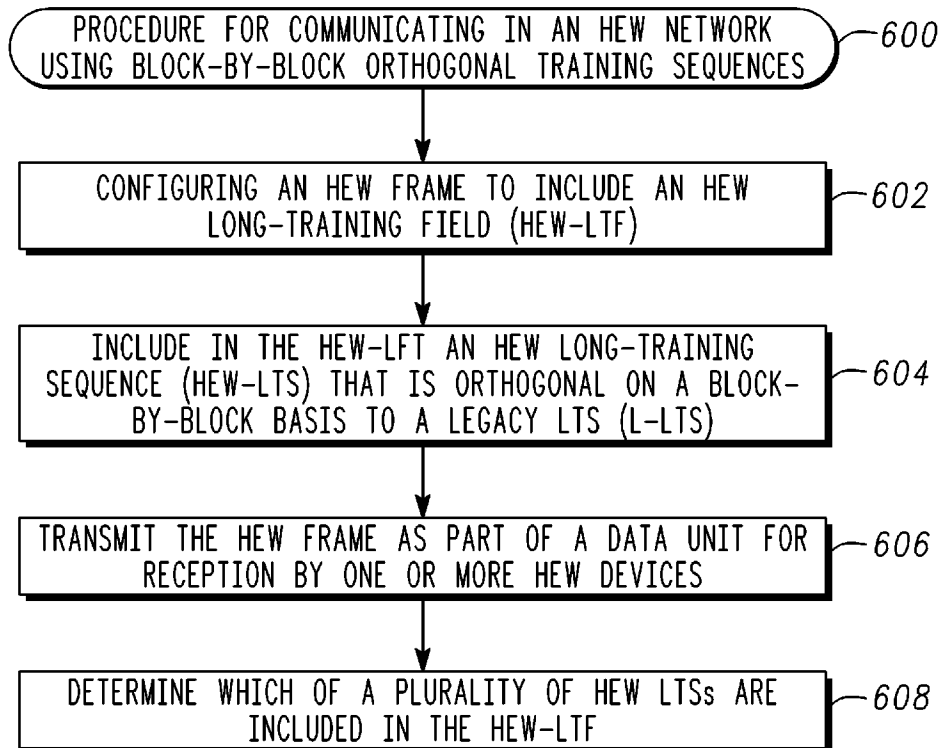 PROCEDURE FOR COMMUNICATING IN AN HEW NETWORK
USING BLOCK-BY-BLOCK ORTHOGONAL TRAINING SEQUENCES
600
CONFIGURING AN HEW FRAME TO INCLUDE AN HEW
LONG-TRAINING FIELD (HEW-LTF)
602
INCLUDE IN THE HEW-LFT AN HEW LONG-TRAINING
SEQUENCE (HEW-LTS) THAT IS ORTHOGONAL ON A BLOCK-
BY-BLOCK BASIS TO A LEGACY LTS (L-LTS)
604
TRANSMIT THE HEW FRAME AS PART OF A DATA UNIT FOR
RECEPTION BY ONE OR MORE HEW DEVICES
606
DETERMINE WHICH OF A PLURALITY OF HEW LTSs ARE
INCLUDED IN THE HEW-LTF
608